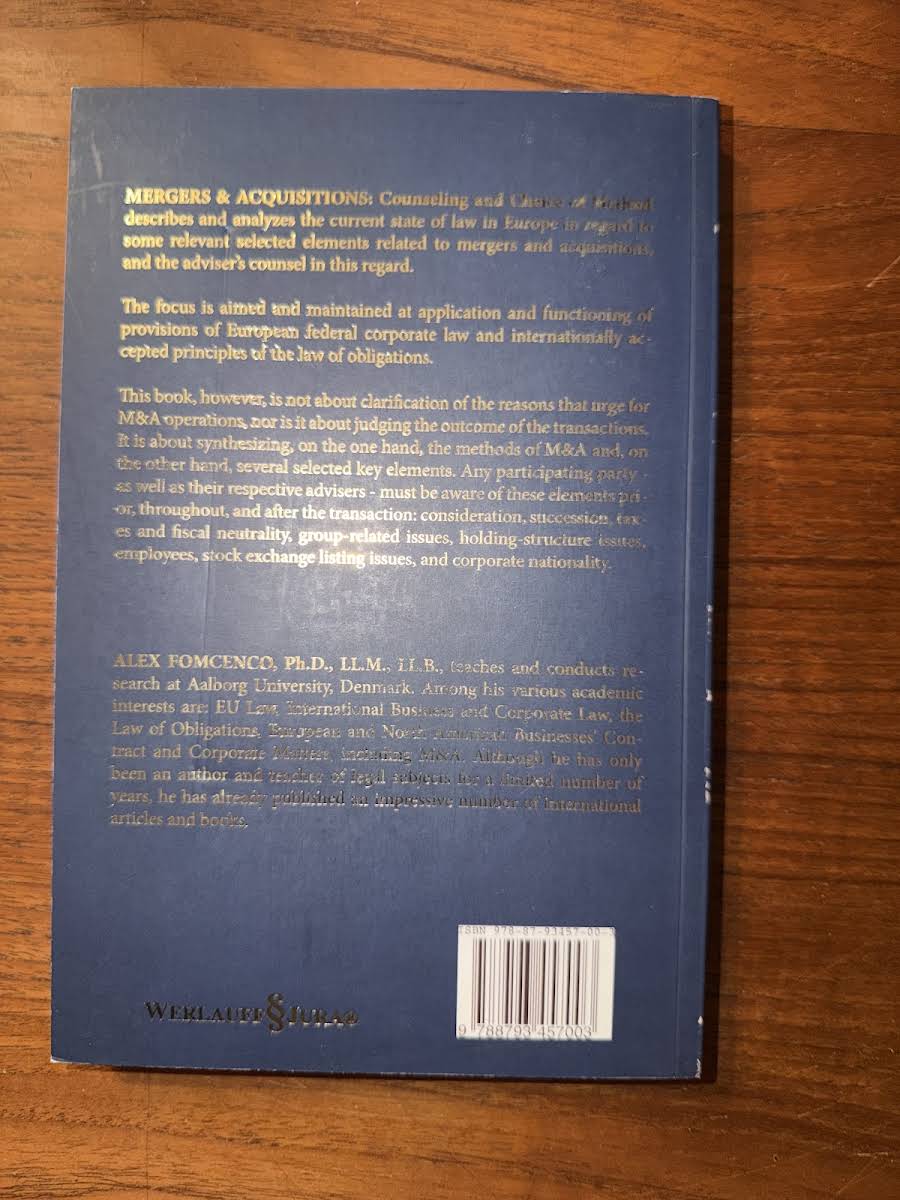 MERGERS & ACQUISITIONS: Counseling and Choice of Method
describes and analyzes the current state of law in Europe in regard to
some relevant selected elements related to mergers and acquisitions,
and the adviser's counsel in this regard.
The focus is aimed and maintained at application and functioning of
provisions of European federal corporate law and internationally ac-
cepted principles of the law of obligations.
This book, however, is not about clarification of the reasons that urge for
M&A operations, nor is it about judging the outcome of the transactions.
It is about synthesizing, on the one hand, the methods of M&A and, on
the other hand, several selected key elements. Any participating party -
as well as their respective advisers - must be aware of these elements pri-
or, throughout, and after the transaction: consideration, succession, tax-
es and fiscal neutrality, group-related issues, holding-structure issues,
employees, stock exchange listing issues, and corporate nationality.
ALEX FOMCENCO, Ph.D., LL.M., LL.B., teaches and conducts re-
search at Aalborg University, Denmark. Among his various academic
interests are: EU Law, International Business and Corporate Law, the
Law of Obligations, European and North American Businesses' Con-
tract and Corporate Matters, including M&A. Although he has only
been an author and teacher of legal subjects for a limited number of
years, he has already published an impressive number of international
articles and books.
ISBN 978-87-93457-00-3
9 788793 457003
WERLAUFF § JURA®